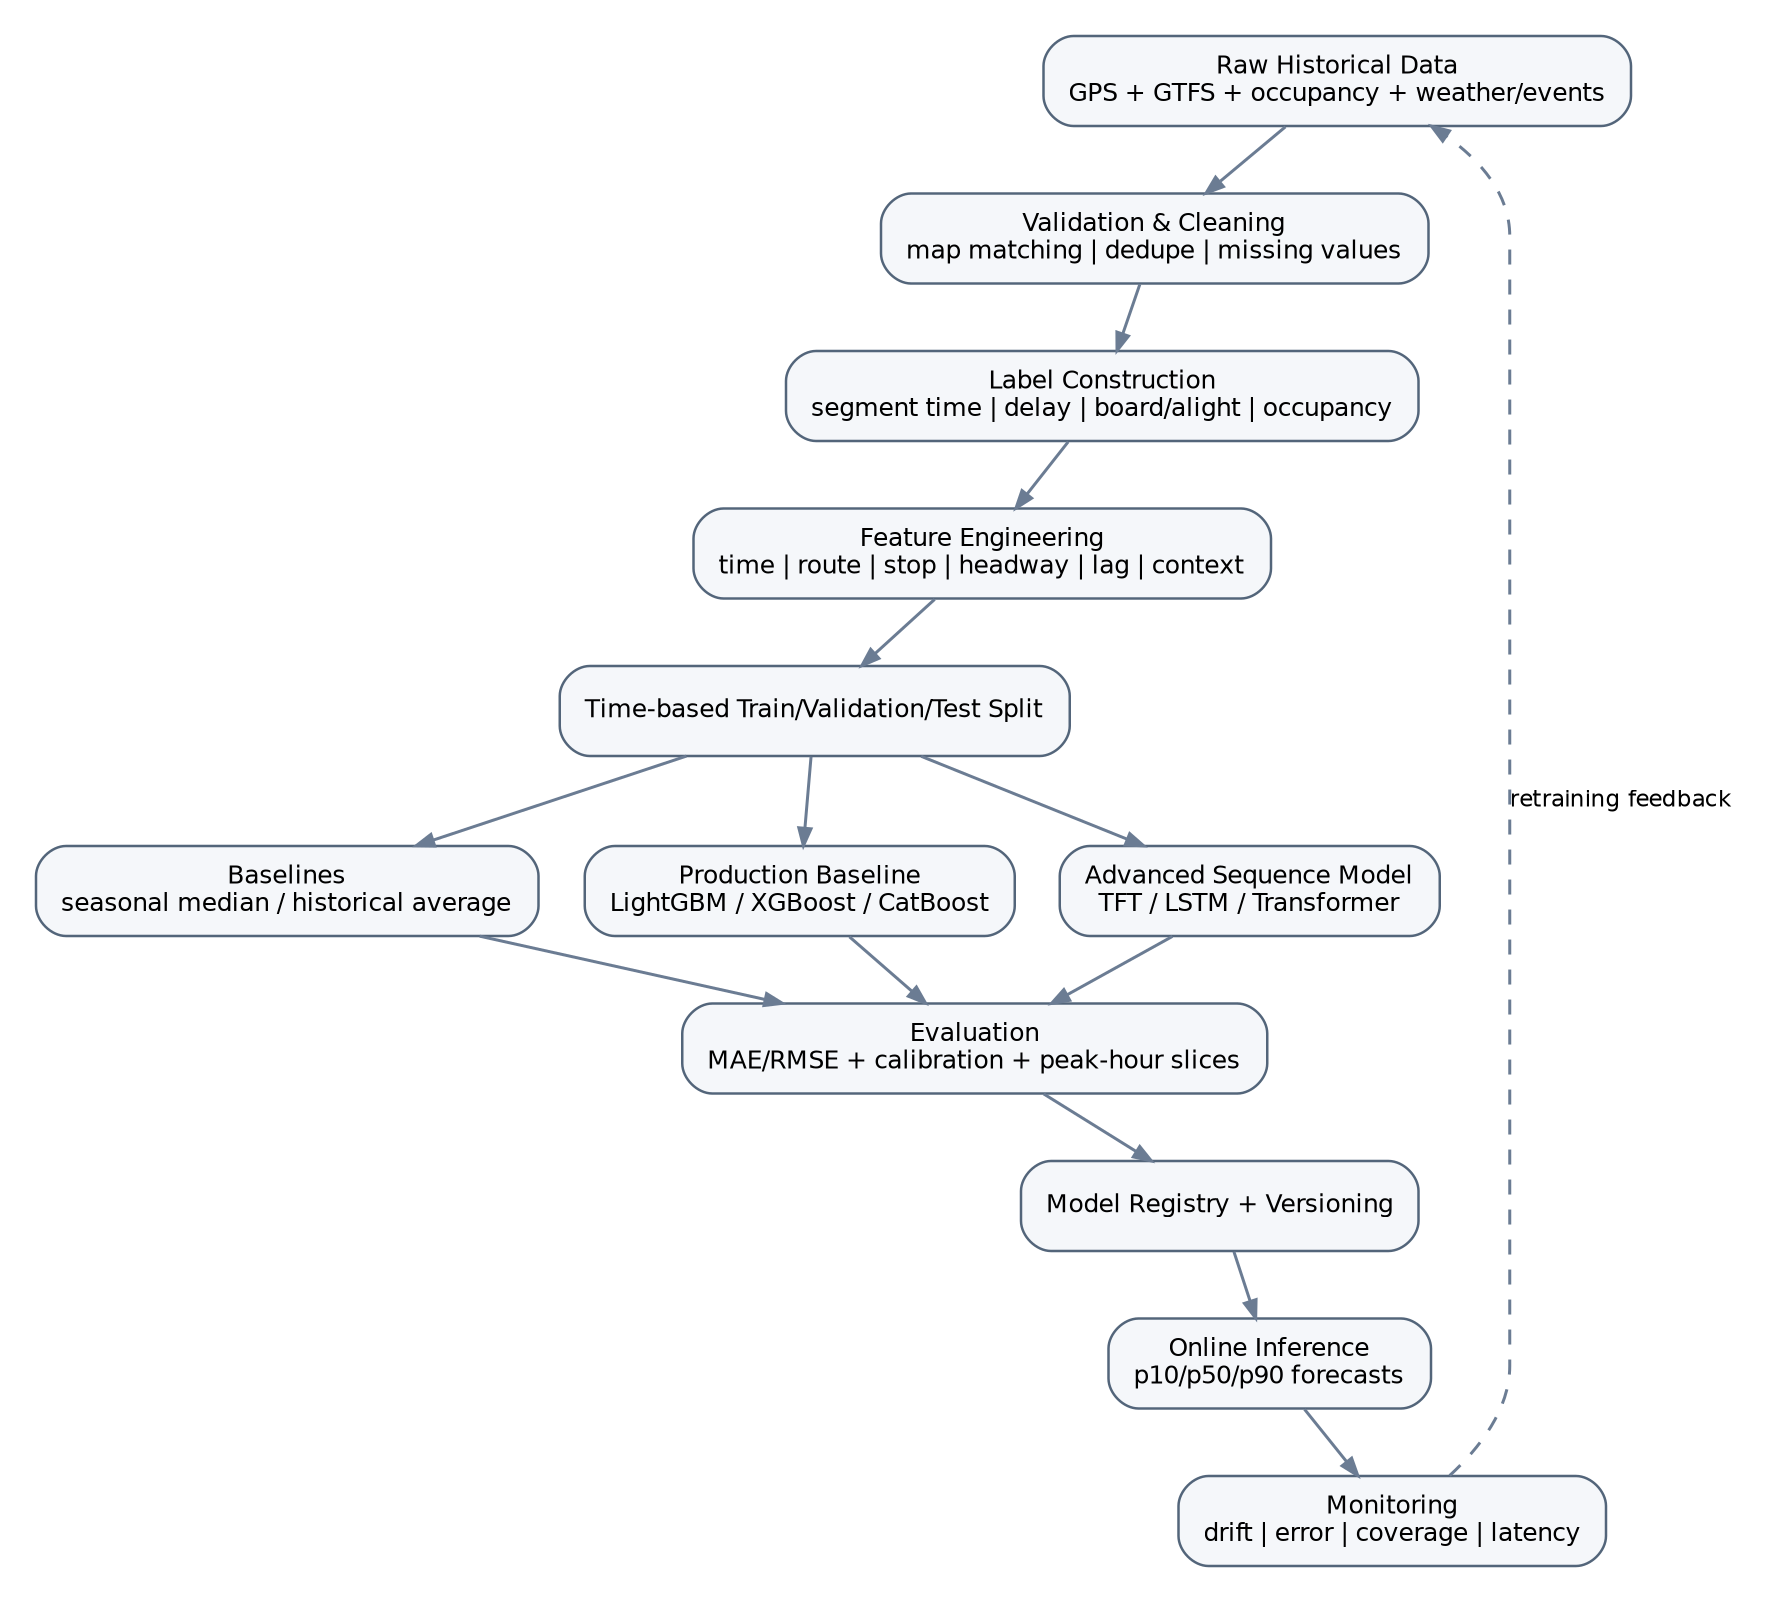 Raw Historical Data
GPS + GTFS + occupancy + weather/events
Validation & Cleaning
map matching | dedupe | missing values
Label Construction
segment time | delay | board/alight | occupancy
Feature Engineering
time | route | stop | headway | lag | context
Time-based Train/Validation/Test Split
retraining feedback
Baselines
seasonal median / historical average
Production Baseline
LightGBM / XGBoost / CatBoost
Advanced Sequence Model
TFT / LSTM / Transformer
Evaluation
MAE/RMSE + calibration + peak-hour slices
Model Registry + Versioning
Online Inference
p10/p50/p90 forecasts
Monitoring
drift | error | coverage | latency